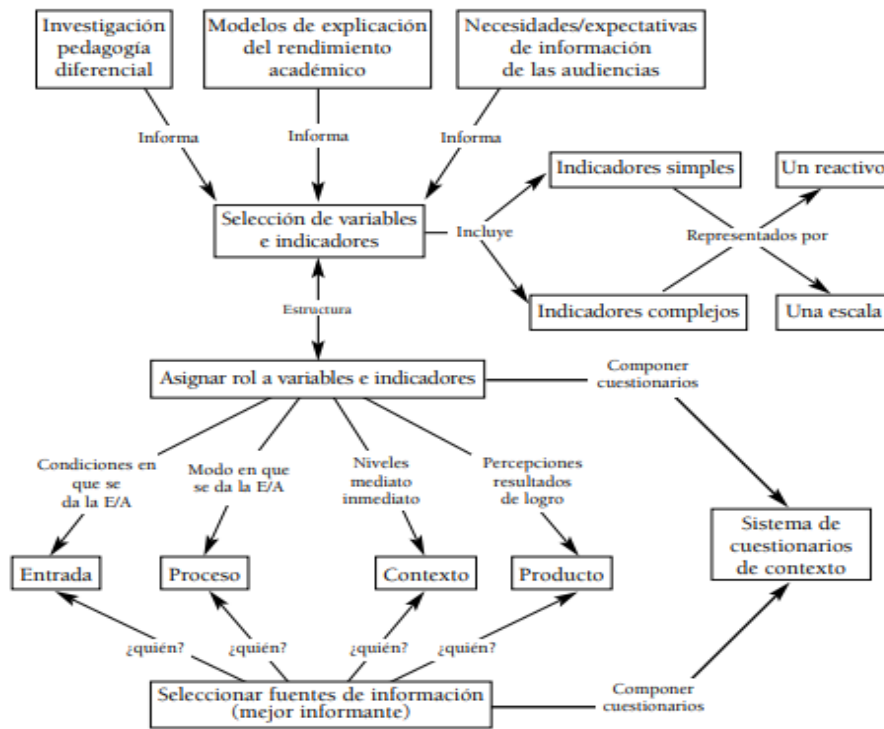 Investigación
pedagogía
diferencial
Modelos de explicación
del rendimiento
académico
Necesidades/expectativas
de información
de las audiencias
Informa
Informa
Informa
Selección de variables
e indicadores
Incluye
Indicadores simples
Un reactivo
Representados por
Indicadores complejos
Una escala
Estructura
Asignar rol a variables e indicadores
Componer
cuestionarios
Condiciones en
que se
da la E/A
Modo en que
se da la E/A
Niveles
mediato
inmediato
Percepciones
resultados
de logro
Entrada
Proceso
Contexto
Producto
Sistema de
cuestionarios
de contexto
¿quién?
¿quién?
¿quién?
¿quién?
Seleccionar fuentes de información
(mejor informante)
Componer
cuestionarios